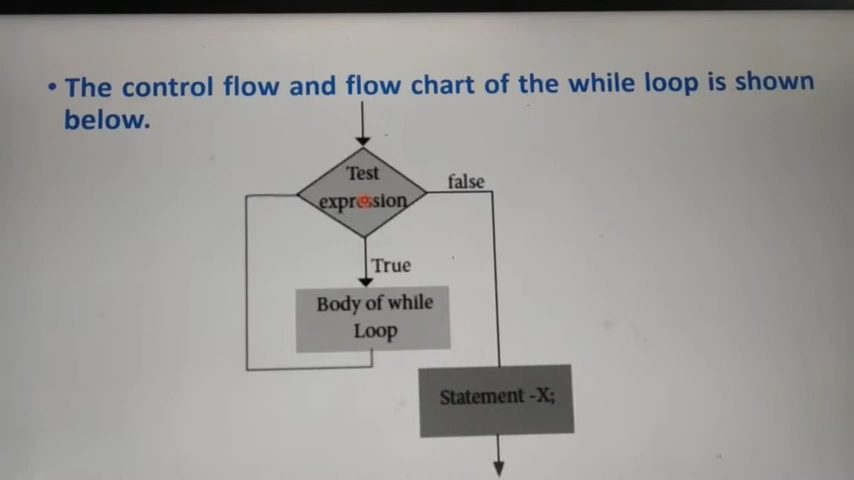 • The control flow and flow chart of the while loop is shown
below.
Test
expression
false
True
Body of while
Loop
Statement -X;